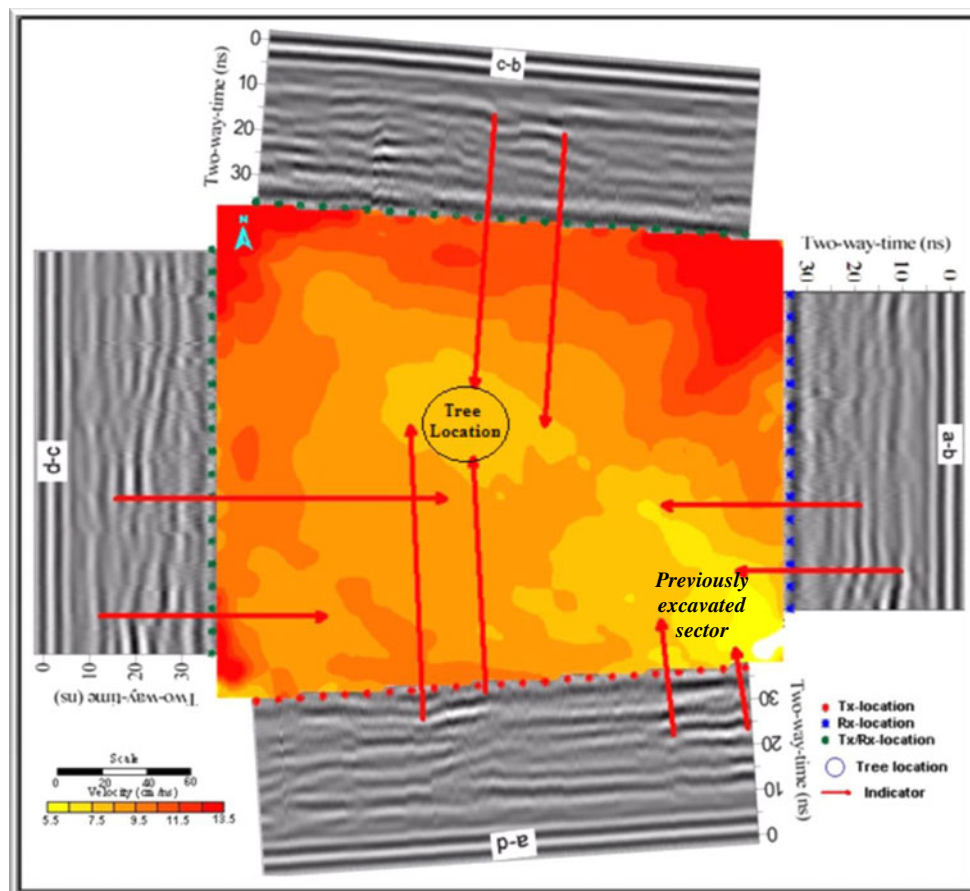 0
10
20
30
Two-way-time (ns)
c-b
N
Two-way-time (ns)
30
20
10
0
a-b
d-c
0
10
20
30
Two-way-time (ns)
Tree
Location
Previously
excavated
sector
30
20
10
0
Two-way-time (ns)
a-d
Scale
0 20 40 60
Velocity (cm/ns)
5.5 7.5 9.5 11.5 13.5
Tx-location
Rx-location
Tx/Rx-location
Tree location
Indicator